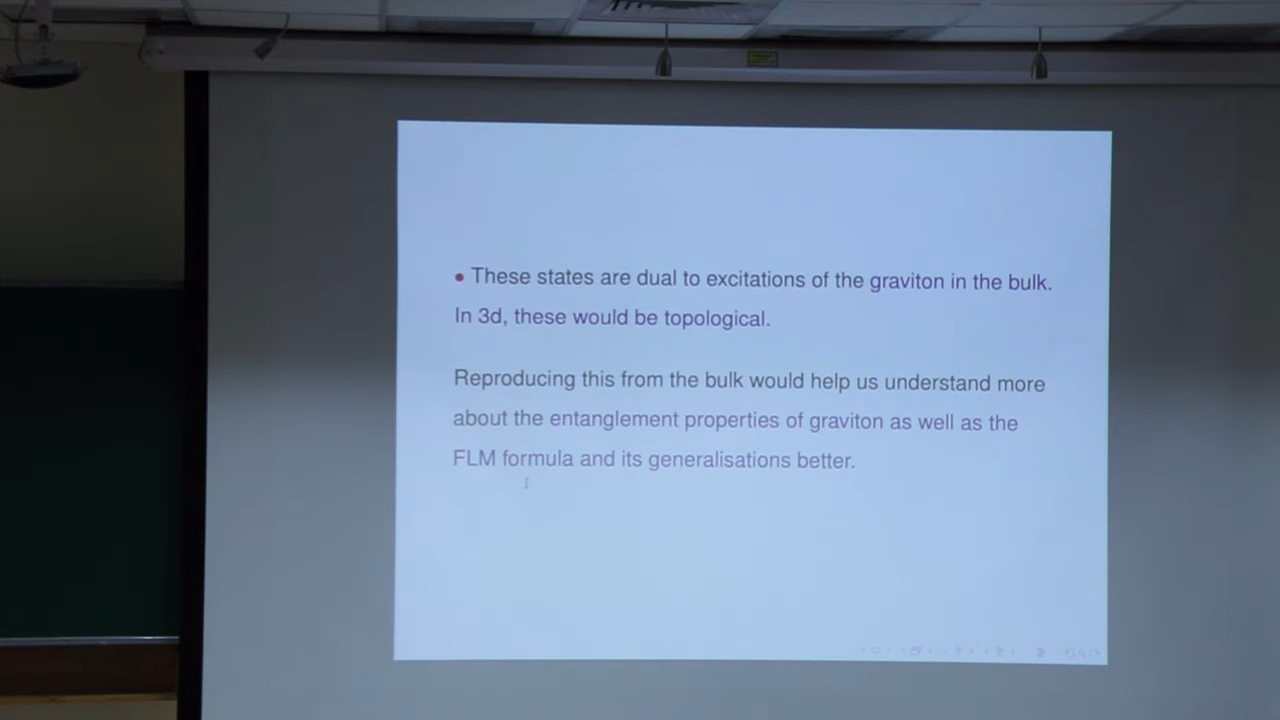 • These states are dual to excitations of the graviton in the bulk.
In 3d, these would be topological.
Reproducing this from the bulk would help us understand more
about the entanglement properties of graviton as well as the
FLM formula and its generalisations better.